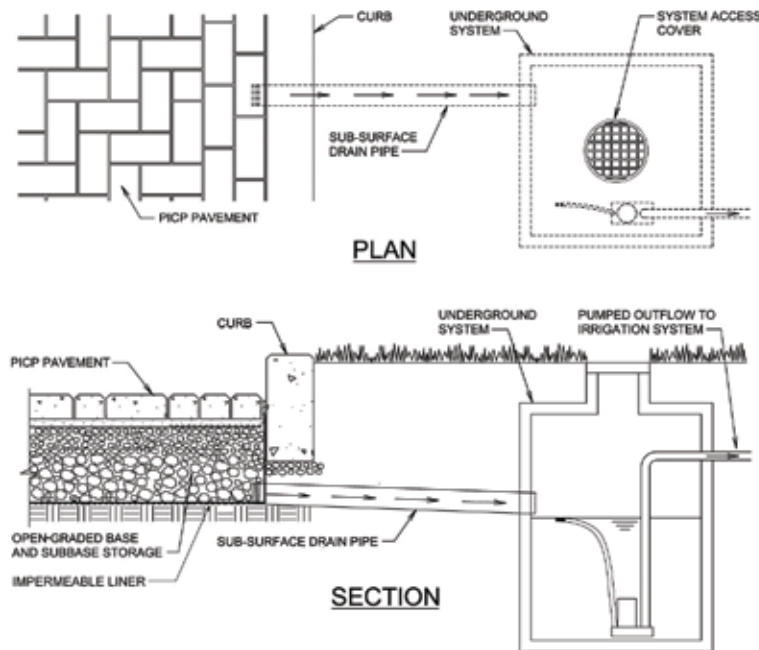 CURB
UNDERGROUND
SYSTEM
SYSTEM ACCESS
COVER
SUB-SURFACE
DRAIN PIPE
PICP PAVEMENT
PLAN
CURB
UNDERGROUND
SYSTEM
PUMPED OUTFLOW TO
IRRIGATION SYSTEM
PICP PAVEMENT
OPEN-GRADED BASE
AND SUBBASE STORAGE
SUB-SURFACE DRAIN PIPE
IMPERMEABLE LINER
SECTION